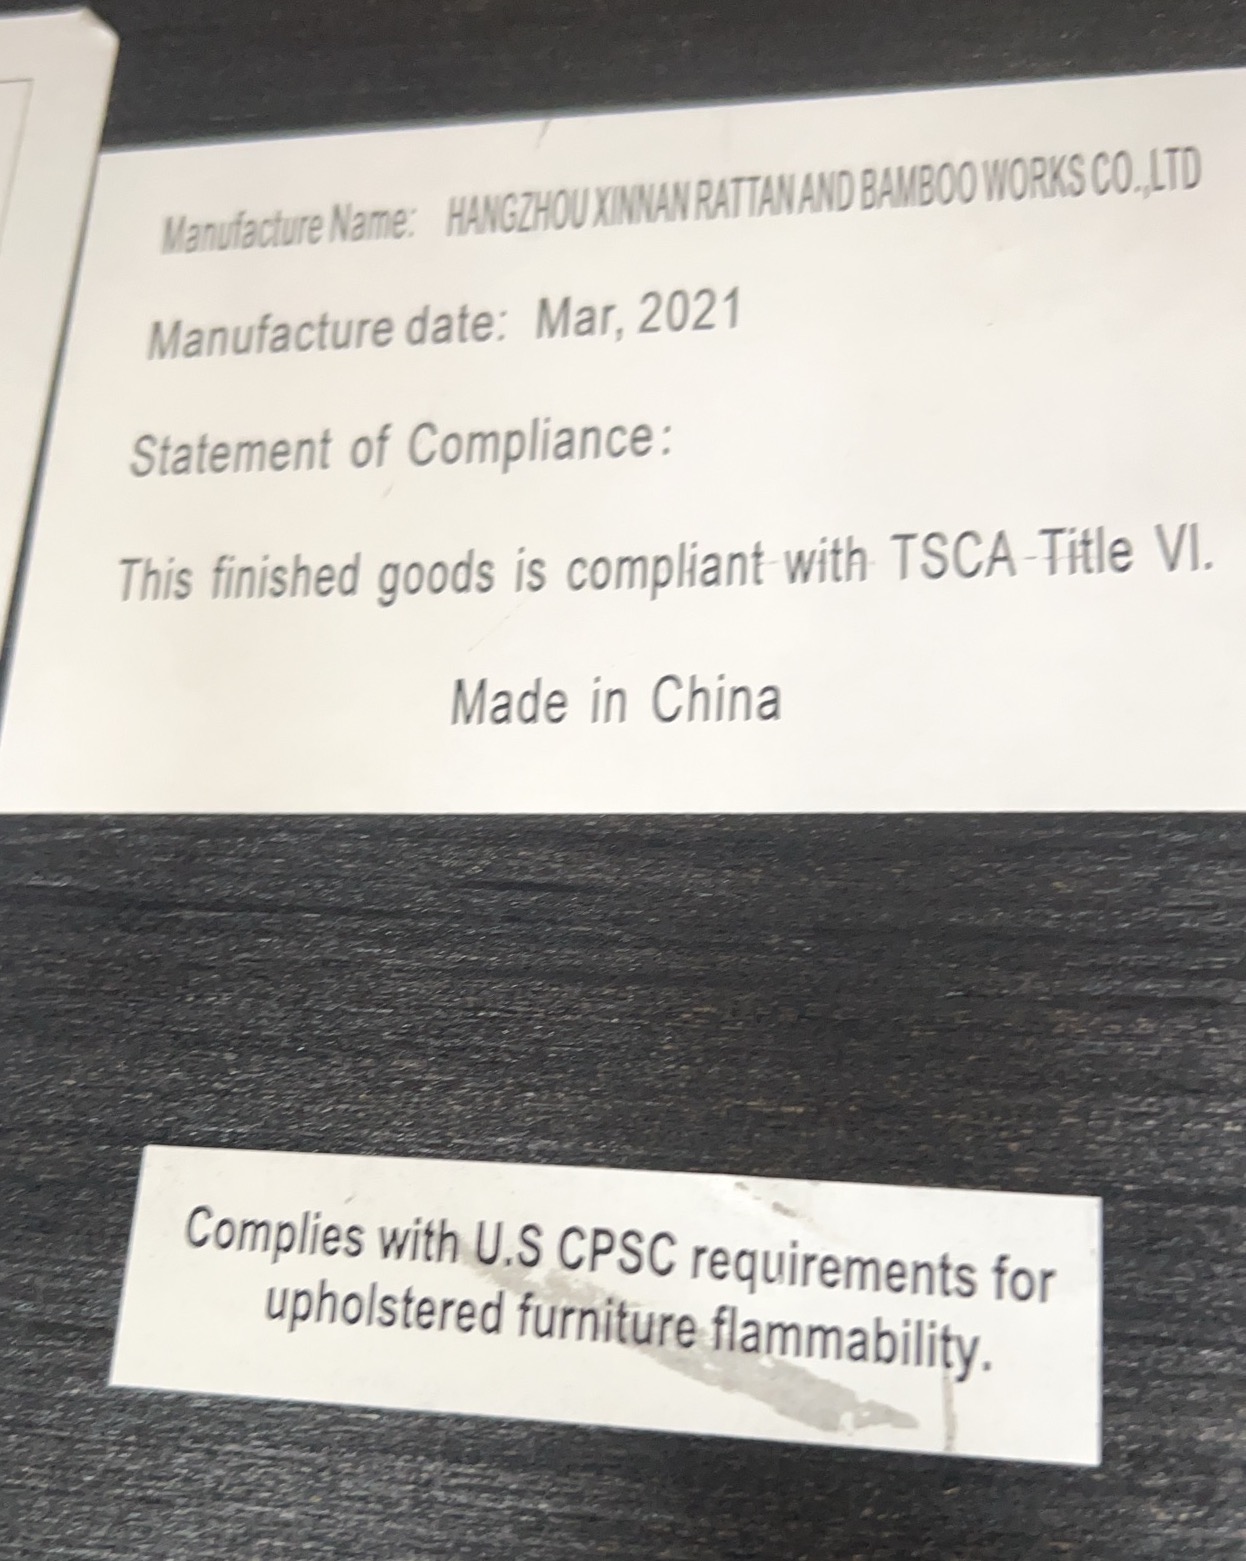 Manufacture Name: HANGZHOU XINNAN RATTAN AND BAMBOO WORKS CO.,LTD
Manufacture date: Mar, 2021
Statement of Compliance:
This finished goods is compliant with TSCA Title VI.
Made in China
Complies with U.S CPSC requirements for
upholstered furniture flammability.